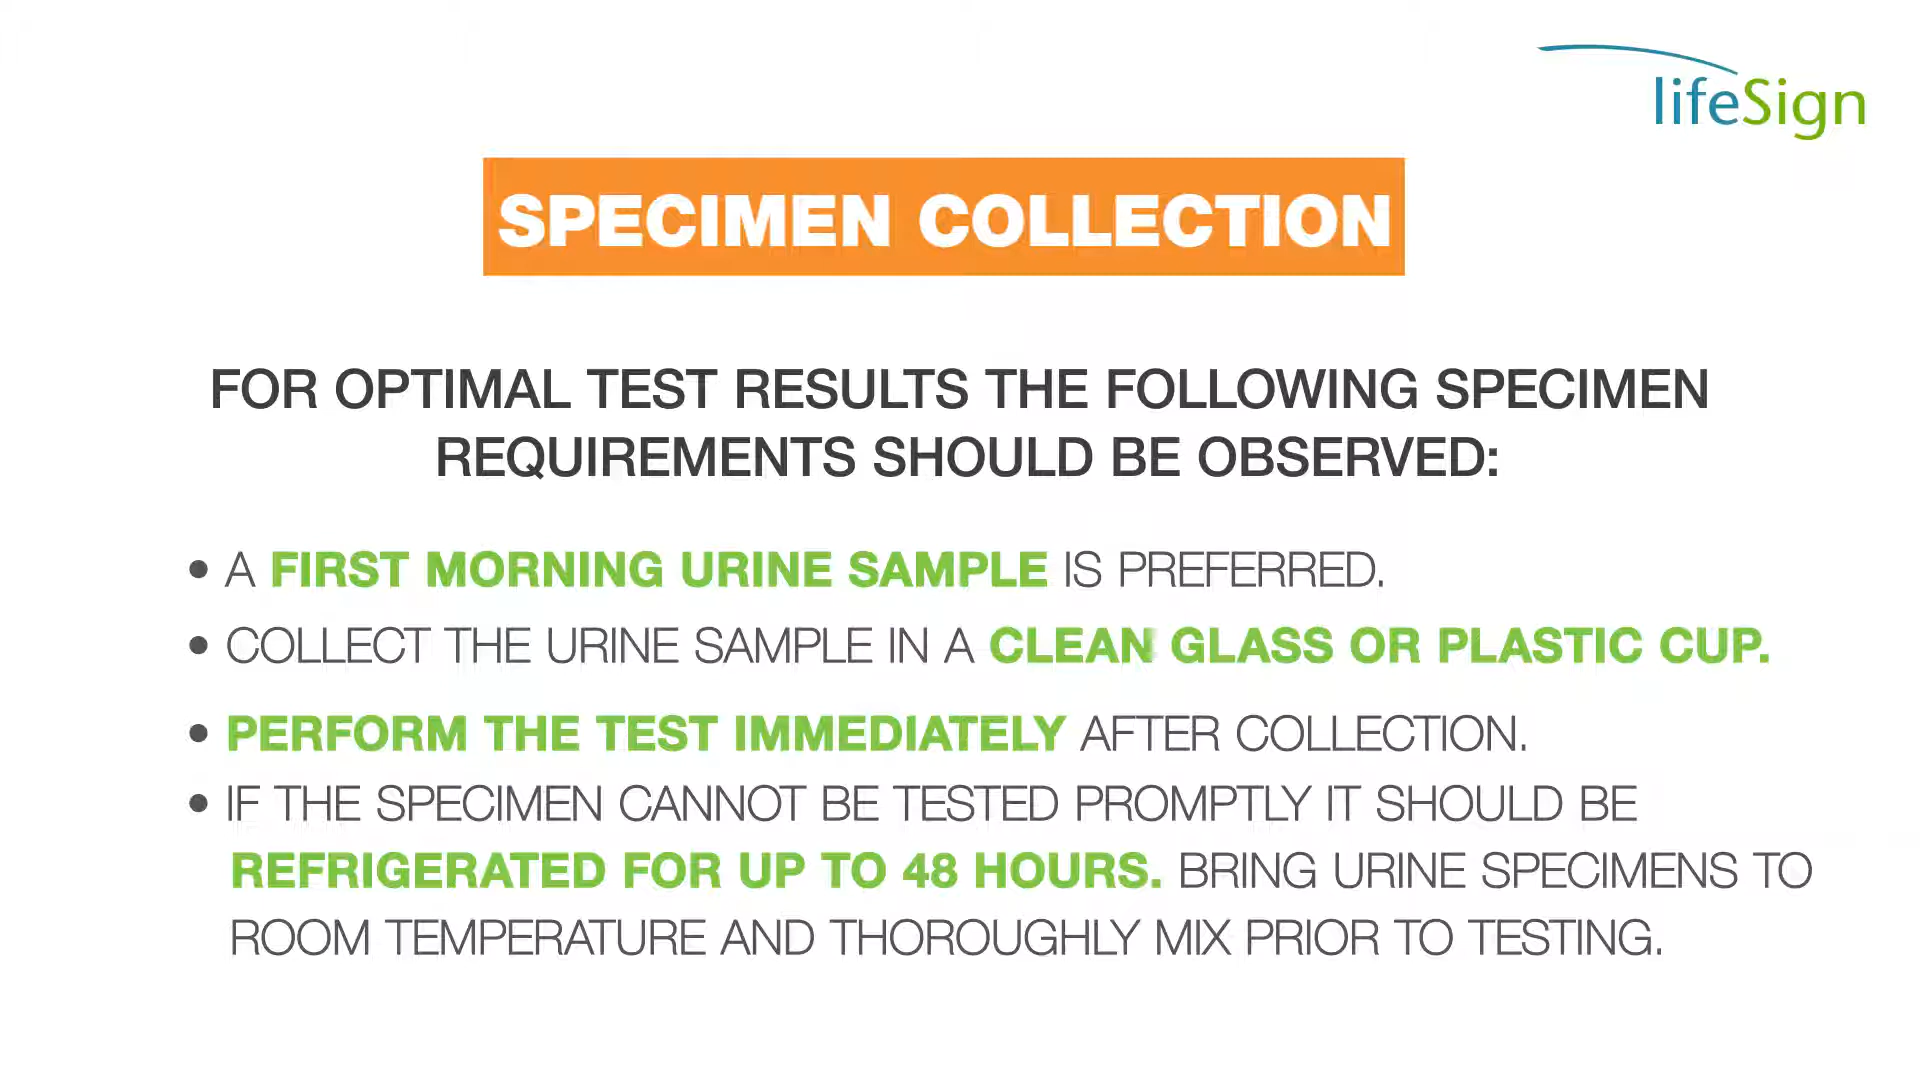 lifeSign
SPECIMEN COLLECTION
FOR OPTIMAL TEST RESULTS THE FOLLOWING SPECIMEN
REQUIREMENTS SHOULD BE OBSERVED:
• A FIRST MORNING URINE SAMPLE IS PREFERRED.
• COLLECT THE URINE SAMPLE IN A CLEAN GLASS OR PLASTIC CUP.
• PERFORM THE TEST IMMEDIATELY AFTER COLLECTION.
• IF THE SPECIMEN CANNOT BE TESTED PROMPTLY IT SHOULD BE
REFRIGERATED FOR UP TO 48 HOURS. BRING URINE SPECIMENS TO
ROOM TEMPERATURE AND THOROUGHLY MIX PRIOR TO TESTING.